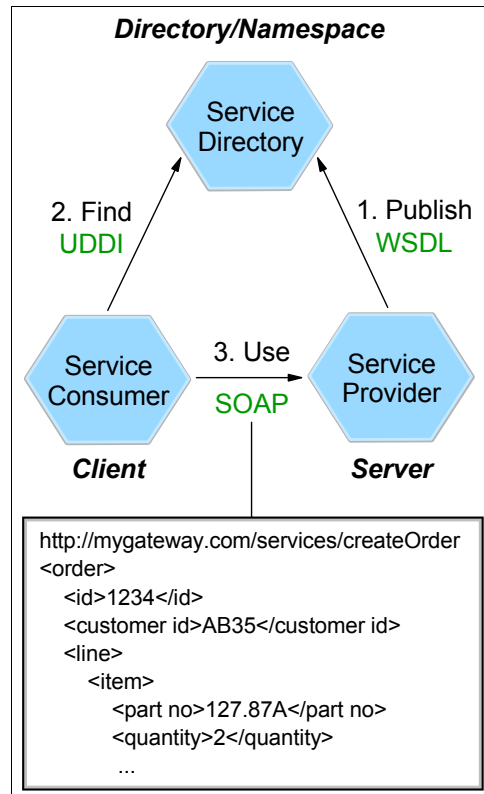 Directory/Namespace
Service
Directory
2. Find
UDDI
1. Publish
WSDL
Service
Consumer
3. Use
SOAP
Service
Provider
Client
Server
http://mygateway.com/services/createOrder
<order>
<id>1234</id>
<customer id>AB35</customer id>
<line>
<item>
<part no>127.87A</part no>
<quantity>2</quantity>
...